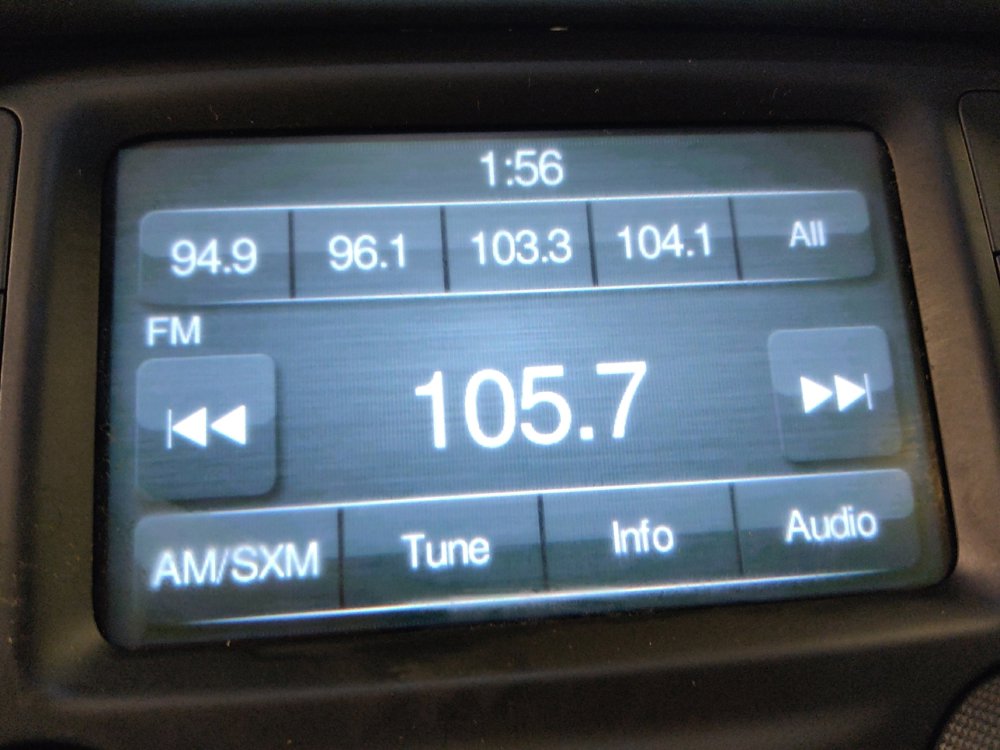 1:56
94.9 96.1 103.3 104.1 All
FM
105.7
AM/SXM Tune Info Audio